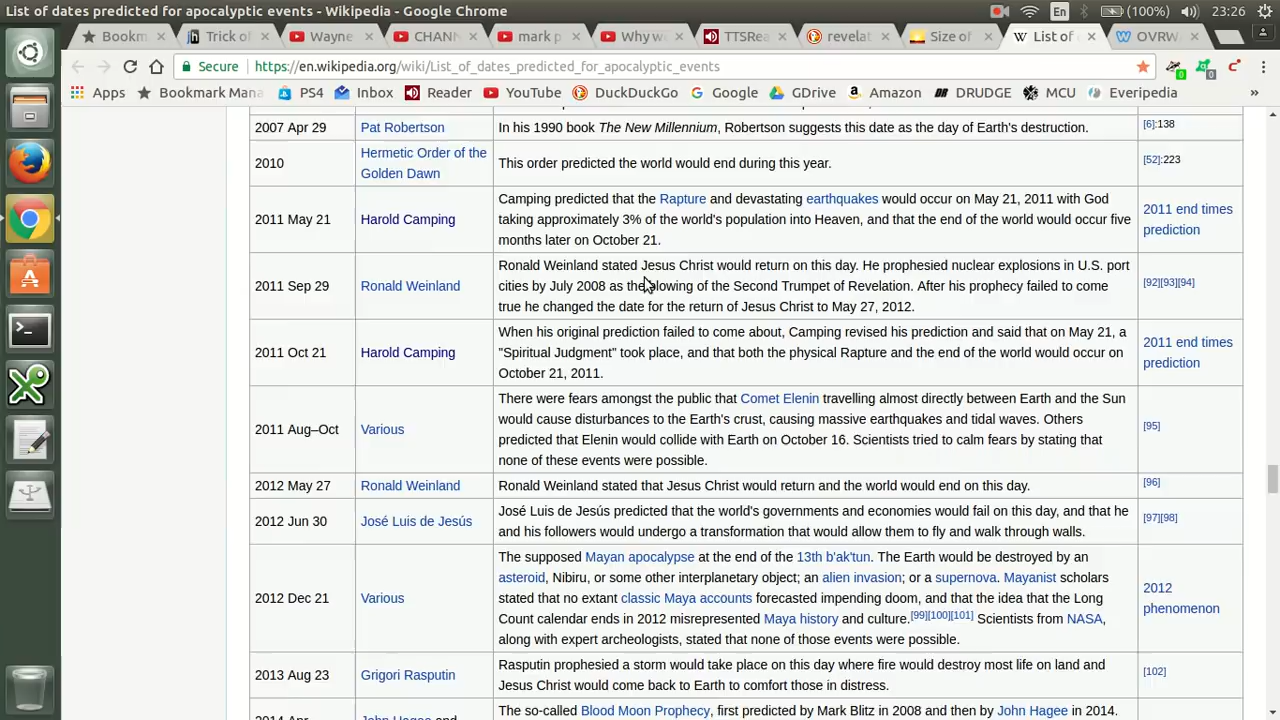 List of dates predicted for apocalyptic events - Wikipedia - Google Chrome
En
(100%)
23:26
Bookm
Trick of
Wayne
CHANN
mark p
Why w
TTSRea
revelat
Size of
List of
OVRW
Secure
https://en.wikipedia.org/wiki/List_of_dates_predicted_for_apocalyptic_events
0
0
Apps
Bookmark Mana
PS4
Inbox
Reader
YouTube
DuckDuckGo
Google
GDrive
Amazon
DRUDGE
MCU
Everipedia
»
2007 Apr 29
Pat Robertson
In his 1990 book The New Millennium, Robertson suggests this date as the day of Earth's destruction.
[6]:138
2010
Hermetic Order of the
Golden Dawn
This order predicted the world would end during this year.
[52]:223
2011 May 21
Harold Camping
Camping predicted that the Rapture and devastating earthquakes would occur on May 21, 2011 with God
taking approximately 3% of the world's population into Heaven, and that the end of the world would occur five
months later on October 21.
2011 end times
prediction
2011 Sep 29
Ronald Weinland
Ronald Weinland stated Jesus Christ would return on this day. He prophesied nuclear explosions in U.S. port
cities by July 2008 as the blowing of the Second Trumpet of Revelation. After his prophecy failed to come
true he changed the date for the return of Jesus Christ to May 27, 2012.
[92][93][94]
2011 Oct 21
Harold Camping
When his original prediction failed to come about, Camping revised his prediction and said that on May 21, a
"Spiritual Judgment" took place, and that both the physical Rapture and the end of the world would occur on
October 21, 2011.
2011 end times
prediction
2011 Aug–Oct
Various
There were fears amongst the public that Comet Elenin travelling almost directly between Earth and the Sun
would cause disturbances to the Earth's crust, causing massive earthquakes and tidal waves. Others
predicted that Elenin would collide with Earth on October 16. Scientists tried to calm fears by stating that
none of these events were possible.
[95]
2012 May 27
Ronald Weinland
Ronald Weinland stated that Jesus Christ would return and the world would end on this day.
[96]
2012 Jun 30
José Luis de Jesús
José Luis de Jesús predicted that the world's governments and economies would fail on this day, and that he
and his followers would undergo a transformation that would allow them to fly and walk through walls.
[97][98]
2012 Dec 21
Various
The supposed Mayan apocalypse at the end of the 13th b'ak'tun. The Earth would be destroyed by an
asteroid, Nibiru, or some other interplanetary object; an alien invasion; or a supernova. Mayanist scholars
stated that no extant classic Maya accounts forecasted impending doom, and that the idea that the Long
Count calendar ends in 2012 misrepresented Maya history and culture.[99][100][101] Scientists from NASA,
along with expert archeologists, stated that none of those events were possible.
2012
phenomenon
2013 Aug 23
Grigori Rasputin
Rasputin prophesied a storm would take place on this day where fire would destroy most life on land and
Jesus Christ would come back to Earth to comfort those in distress.
[102]
2014 Apr
John Hagee and
The so-called Blood Moon Prophecy, first predicted by Mark Blitz in 2008 and then by John Hagee in 2014.